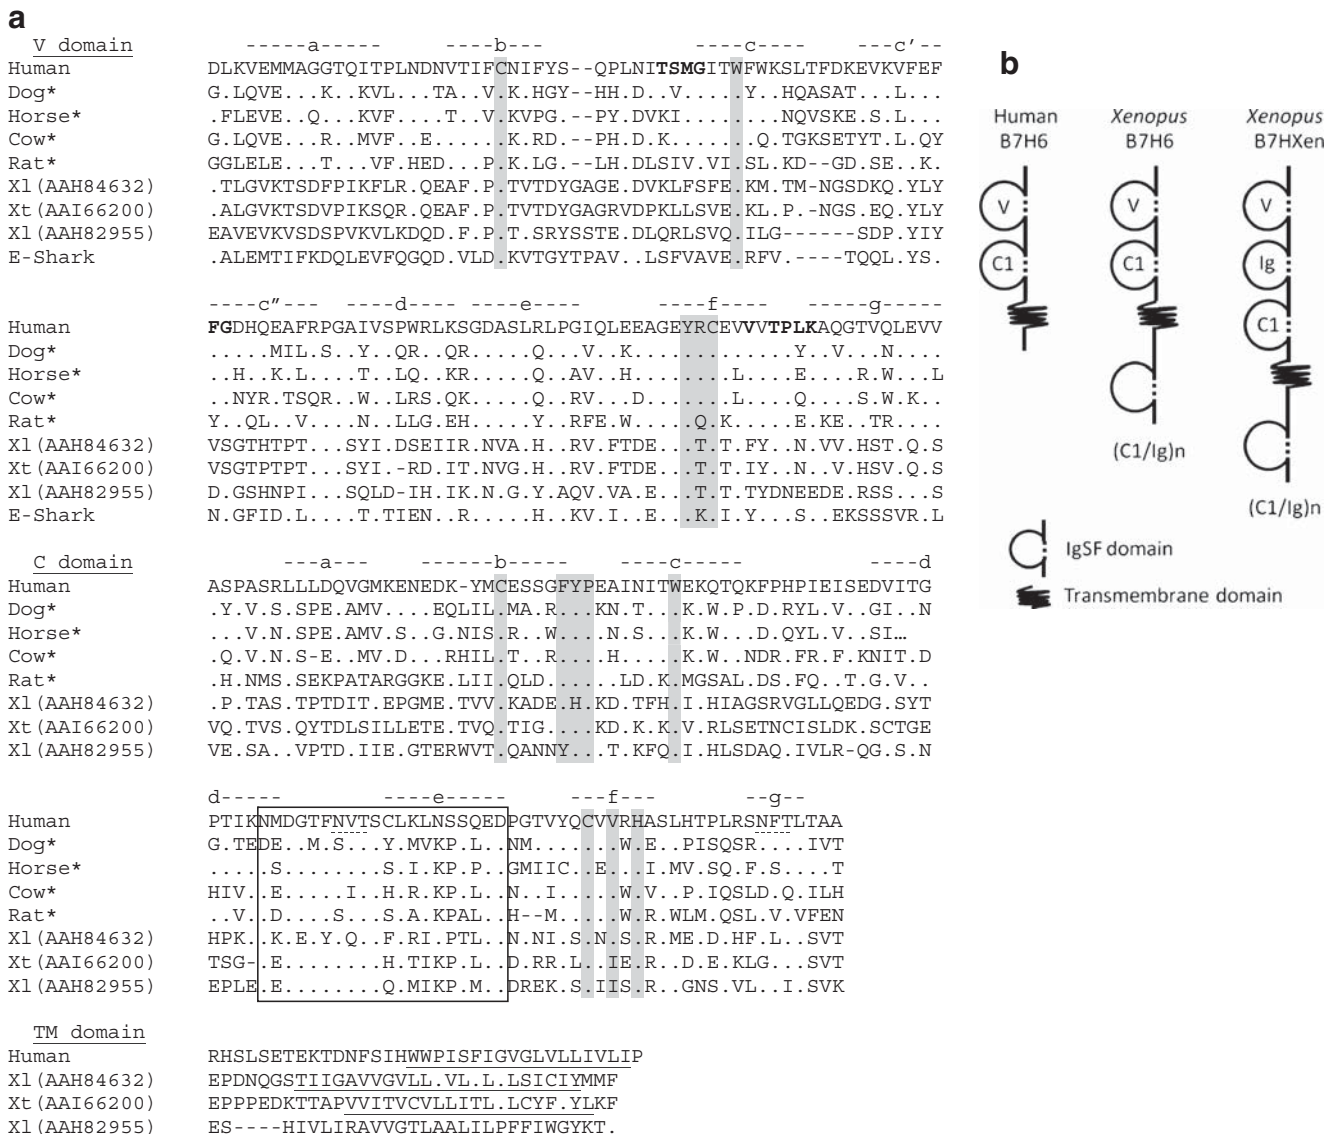 a
V domain -----a----- ----b--- ----c---- ---c’--
Human DLKVEMMAGGTQITPLNDNVTIFCNIFYS--QPLNITSMGITWFWKSLTFDKEVKVFEF
Dog* G.LQVE...K..KVL...TA..V.K.HGY--HH.D..V.....Y..HQASAT...L...
Horse* .FLEVE..Q...KVF....T..V.KVPG.--PY.DVKI........NQVSKE.S.L...
Cow* G.LQVE...R..MVF..E......K.RD.--PH.D.K.......Q.TGKSETYT.L.QY
Rat* GGLELE...T...VF.HED...P.K.LG.--LH.DLSIV.VI.SL.KD--GD.SE..K.
Xl(AAH84632) .TLGVKTSDFPIKFLR.QEAF.P.TVTDYGAGE.DVKLFSFE.KM.TM-NGSDKQ.YLY
Xt(AAI66200) .ALGVKTSDVPIKSQR.QEAF.P.TVTDYGAGRVDPKLLSVE.KL.P.-NGS.EQ.YLY
Xl(AAH82955) EAVEVKVSDSPVKVLKDQD.F.P.T.SRYSSTE.DLQRLSVQ.ILG------SDP.YIY
E-Shark .ALEMTIFKDQLEVFQGQD.VLD.KVTGYTPAV..LSFVAVE.RFV.----TQQL.YS.
----c” ----d---- ----e---- ----f---- -----g----
Human FGDHQEAFRPGAIVSPWRLKSGDASLRLPGIQLEEAGEYRCEVVVTPLKAQGTVQLEVV
Dog* .....MIL.S..Y..QR..QR.....Q...V..K.............Y..V...N....
Horse* ..H..K.L....T..LQ..KR.....Q..AV..H........L....E....R.W...L
Cow* ..NYR.TSQR..W..LRS.QK.....Q..RV...D.......L....Q....S.W.K..
Rat* Y..QL..V....N..LLG.EH.....Y..RFE.W.....Q.K.....E.KE..TR....
Xl(AAH84632) VSGTHTPT...SYI.DSEIIR.NVA.H..RV.FTDE...T.T.FY..N.VV.HST.Q.S
Xt(AAI66200) VSGTPTPT...SYI.-RD.IT.NVG.H..RV.FTDE...T.T.IY..N..V.HSV.Q.S
Xl(AAH82955) D.GSHNPI...SQLD-IH.IK.N.G.Y.AQV.VA.E...T.T.TYDNEEDE.RSS...S
E-Shark N.GFID.L....T.TIEN..R.....H..KV.I..E...K.I.Y...S..EKSSSVR.L
C domain ---a---- ----b---- ----c---- ----d
Human ASPASRLLLDQVGMKENEDK-YMCESSGFYPEAINITWEKQTQKFPHPIEISEDVITG
Dog* .Y.V.S.SPE.AMV....EQLIL.MA.R...KN.T...K.W.P.D.RYL.V..GI..N
Horse* ...V.N.SPE.AMV.S..G.NIS.R..W....N.S...K.W...D.QYL.V..SI...
Cow* .Q.V.N.S-E..MV.D...RHIL.T..R....H.....K.W..NDR.FR.F.KNIT.D
Rat* .H.NMS.SEKPATARGGKE.LII.QLD......LD.K.MGSAL.DS.FQ..T.G.V..
Xl(AAH84632) .P.TAS.TPTDIT.EPGME.TVV.KADE.H.KD.TFH.I.HIAGSRVGLLQEDG.SYT
Xt(AAI66200) VQ.TVS.QYTDLSILLETE.TVQ.TIG....KD.K.K.V.RLSETNCISLDK.SCTGE
Xl(AAH82955) VE.SA..VPTD.IIE.GTERWVT.QANNY...T.KFQ.I.HLSDAQ.IVLR-QG.S.N
d----- ----e----- ---f--- --g--
Human PTIKNMDGTFNVTSCLKLNSSQEDPGTVYQCVVRHASLHTPLRSNFTLTAA
Dog* G.TEDE..M.S...Y.MVKP.L..NM.......W.E..PISQSR....IVT
Horse* .....S........S.I.KP.P..GMIIC..E...I.MV.SQ.F.S....T
Cow* HIV..E.....I..H.R.KP.L..N..I.....W.V..P.IQSLD.Q.ILH
Rat* ..V..D....S...S.A.KPAL..H--M.....W.R.WLM.QSL.V.VFEN
Xl(AAH84632) HPK..K.E.Y.Q..F.RI.PTL..N.NI.S.N.S.R.ME.D.HF.L..SVT
Xt(AAI66200) TSG-.E........H.TIKP.L..D.RR.L..IE.R..D.E.KLG...SVT
Xl(AAH82955) EPLE.E........Q.MIKP.M..DREK.S.IIS.R..GNS.VL..I.SVK
TM domain
Human RHSLSETEKTDNFSIHWWPISFIGVGLVLLIVLIP
Xl(AAH84632) EPDNQGSTIIGAVVGVLL.VL.L.LSICIYMMF
Xt(AAI66200) EPPPEDKTTAPVVITVCVLLITL.LCYF.YLKF
Xl(AAH82955) ES----HIVLIRAVVGTLAALILPFFIWGYKT.
b
Human
B7H6
Xenopus
B7H6
Xenopus
B7HXen
V
V
V
C1
C1
Ig
C1
(C1/Ig)n
(C1/Ig)n
IgSF domain
Transmembrane domain